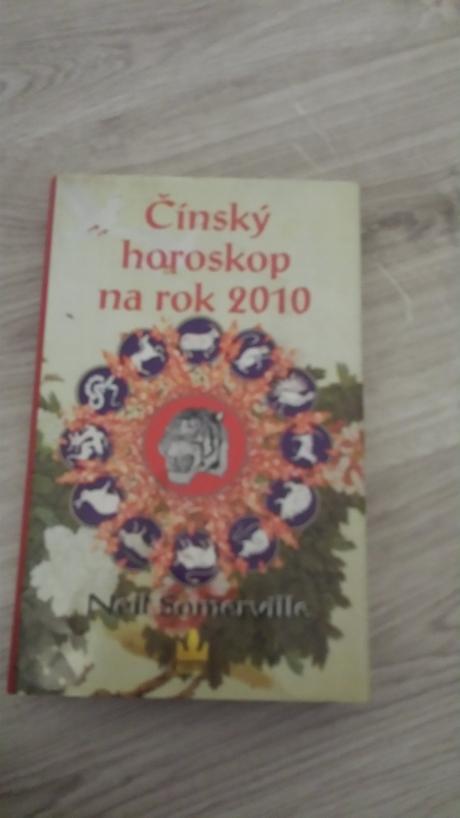 Čínský
horoskop
na rok 2010
Neil Somerville